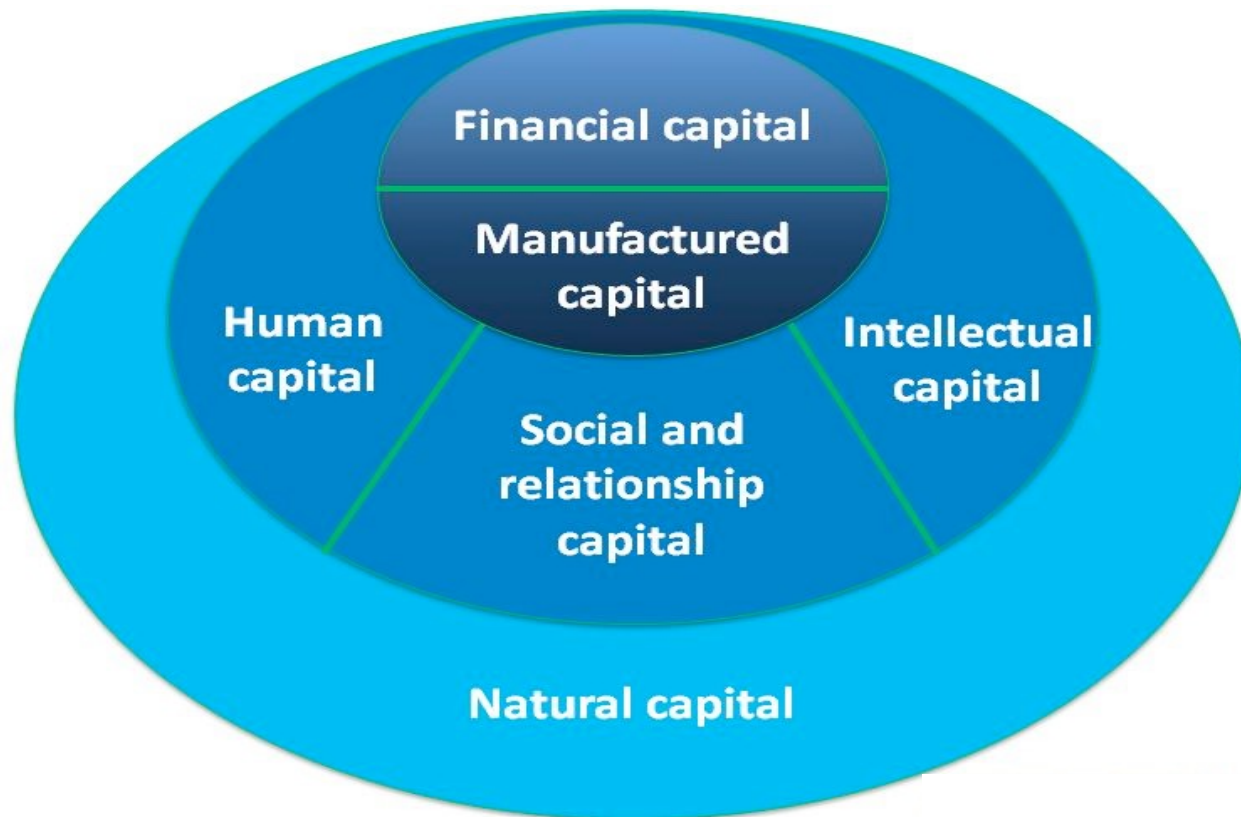 Financial capital
Manufactured
capital
Human
capital
Intellectual
capital
Social and
relationship
capital
Natural capital